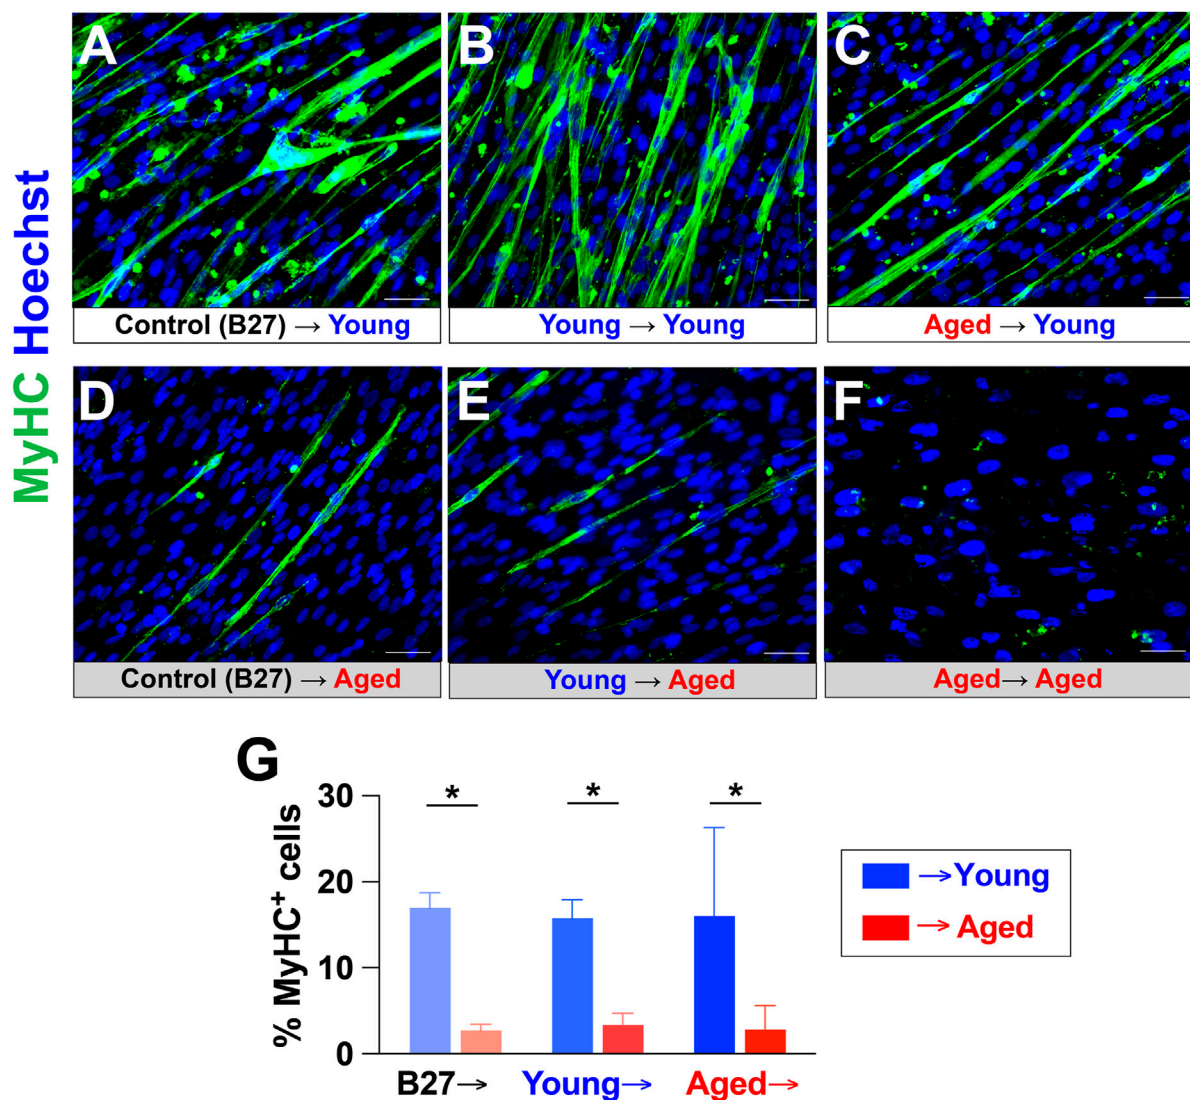 MyHC Hoechst
A
B
C
Control (B27) → Young
Young → Young
Aged → Young
D
E
F
Control (B27) → Aged
Young → Aged
Aged→ Aged
G
% MyHC⁺ cells
30
20
10
0
*
*
*
B27→
Young→
Aged→
→Young
→ Aged